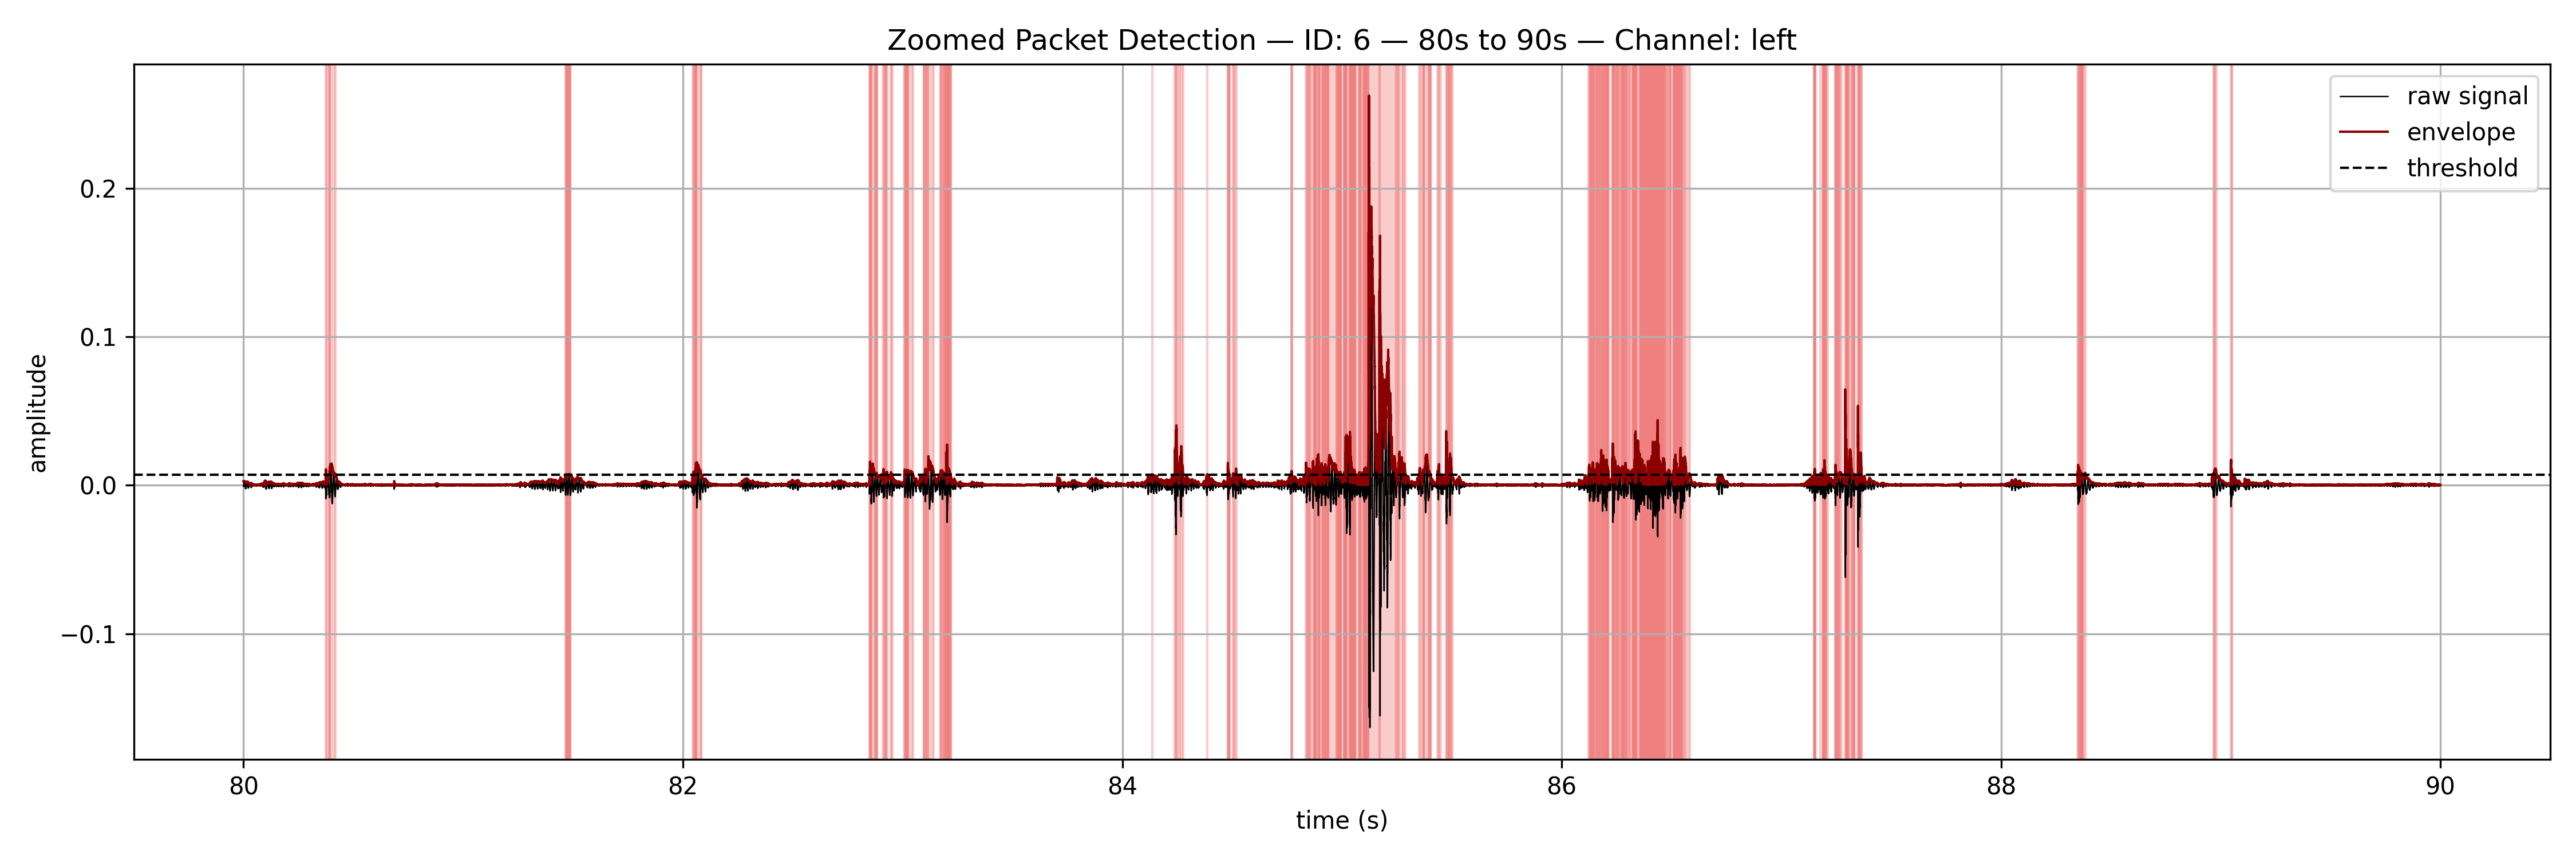 Zoomed Packet Detection — ID: 6 — 80s to 90s — Channel: left
raw signal
envelope
threshold
amplitude
0.2
0.1
0.0
−0.1
80
82
84
86
88
90
time (s)